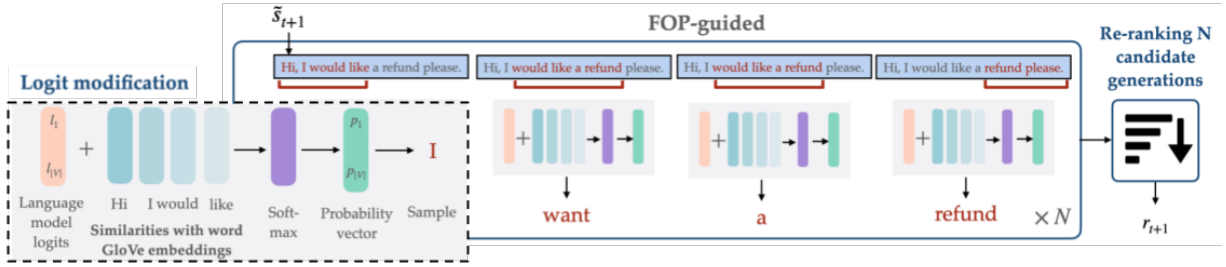 s̃ₜ₊₁
FOP-guided
Re-ranking N
candidate
generations
Hi, I would like a refund please.
Hi, I would like a refund please.
Hi, I would like a refund please.
Hi, I would like a refund please.
Logit modification
l₁
l|V|
+
p₁
p|V|
I
+
+
+
Language
model
logits
Hi
I would
like
Similarities with word
GloVe embeddings
Soft-
max
Probability
vector
Sample
want
a
refund
×N
rₜ₊₁